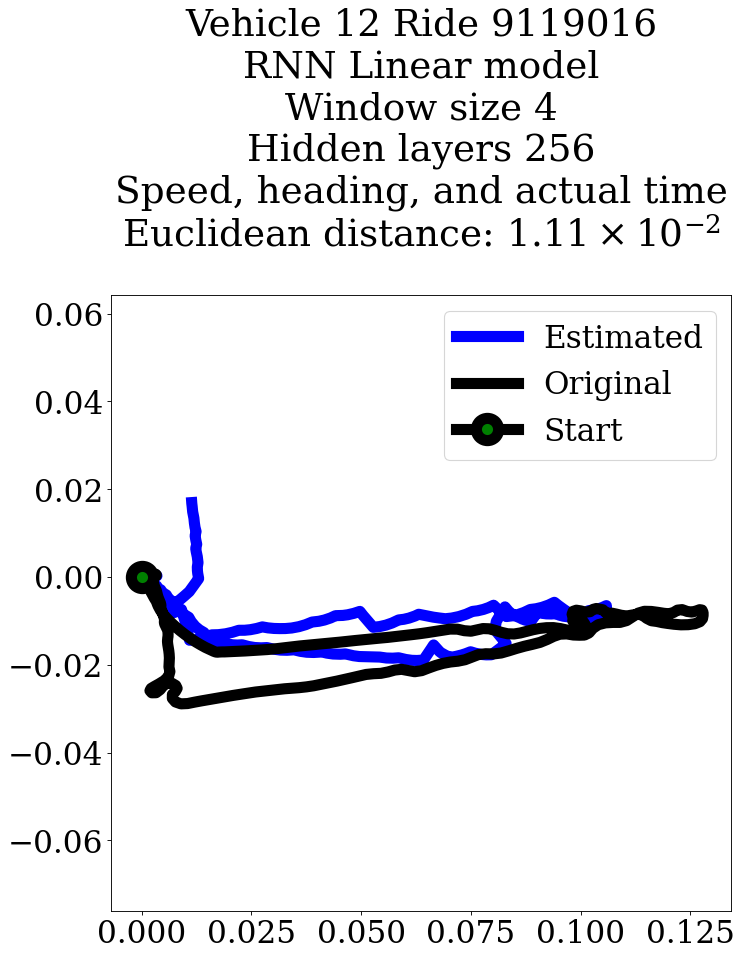 Vehicle 12 Ride 9119016
RNN Linear model
Window size 4
Hidden layers 256
Speed, heading, and actual time
Euclidean distance: 1.11 × 10⁻²
Estimated
Original
Start
0.06
0.04
0.02
0.00
−0.02
−0.04
−0.06
0.000 0.025 0.050 0.075 0.100 0.125